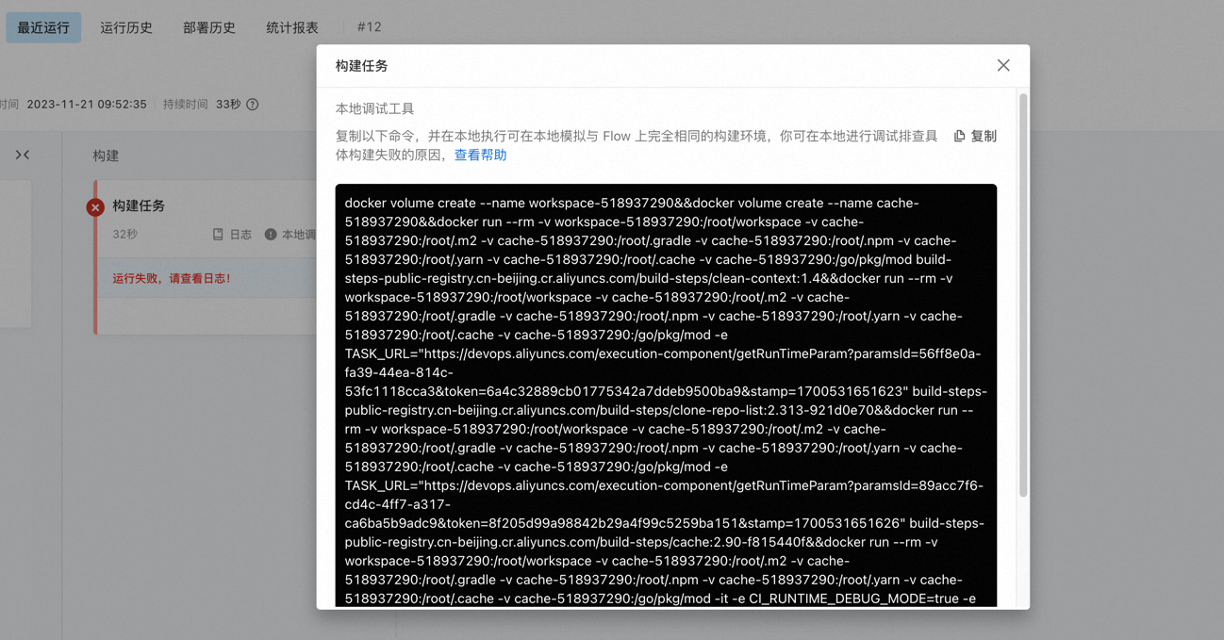 最近运行 运行历史 部署历史 统计报表 #12
构建任务
时间 2023-11-21 09:52:35 持续时间 33秒
本地调试工具
复制以下命令，并在本地执行可在本地模拟与 Flow 上完全相同的构建环境，你可在本地进行调试排查具 复制
体构建失败的原因，查看帮助
构建
构建任务
32秒 日志 本地调
运行失败，请查看日志！
docker volume create --name workspace-518937290&&docker volume create --name cache-
518937290&&docker run --rm -v workspace-518937290:/root/workspace -v cache-
518937290:/root/.m2 -v cache-518937290:/root/.gradle -v cache-518937290:/root/.npm -v cache-
518937290:/root/.yarn -v cache-518937290:/root/.cache -v cache-518937290:/go/pkg/mod build-
steps-public-registry.cn-beijing.cr.aliyuncs.com/build-steps/clean-context:1.4&&docker run --rm -v
workspace-518937290:/root/workspace -v cache-518937290:/root/.m2 -v cache-
518937290:/root/.gradle -v cache-518937290:/root/.npm -v cache-518937290:/root/.yarn -v cache-
518937290:/root/.cache -v cache-518937290:/go/pkg/mod -e
TASK_URL="https://devops.aliyuncs.com/execution-component/getRunTimeParam?paramsId=56ff8e0a-
fa39-44ea-814c-
53fc1118cca3&token=6a4c32889cb01775342a7ddeb9500ba9&stamp=1700531651623" build-steps-
public-registry.cn-beijing.cr.aliyuncs.com/build-steps/clone-repo-list:2.313-921d0e70&&docker run --
rm -v workspace-518937290:/root/workspace -v cache-518937290:/root/.m2 -v cache-
518937290:/root/.gradle -v cache-518937290:/root/.npm -v cache-518937290:/root/.yarn -v cache-
518937290:/root/.cache -v cache-518937290:/go/pkg/mod -e
TASK_URL="https://devops.aliyuncs.com/execution-component/getRunTimeParam?paramsId=89acc7f6-
cd4c-4ff7-a317-
ca6ba5b9adc9&token=8f205d99a98842b29a4f99c5259ba151&stamp=1700531651626" build-steps-
public-registry.cn-beijing.cr.aliyuncs.com/build-steps/cache:2.90-f815440f&&docker run --rm -v
workspace-518937290:/root/workspace -v cache-518937290:/root/.m2 -v cache-
518937290:/root/.gradle -v cache-518937290:/root/.npm -v cache-518937290:/root/.yarn -v cache-
518937290:/root/.cache -v cache-518937290:/go/pkg/mod -it -e CI_RUNTIME_DEBUG_MODE=true -e